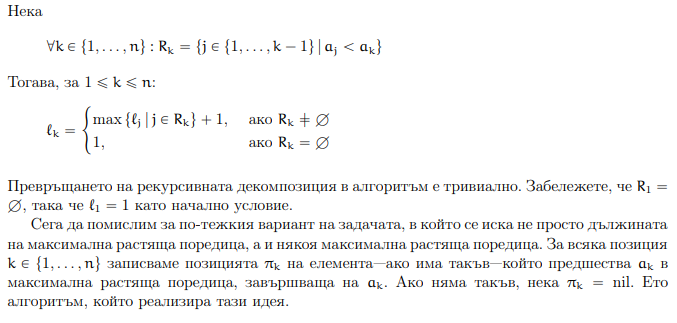 Нека
∀k ∈ {1, . . . , n} : Rₖ = {j ∈ {1, . . . , k − 1} | aⱼ < aₖ}
Тогава, за 1 ⩽ k ⩽ n:
ℓₖ = { max {ℓⱼ | j ∈ Rₖ} + 1, ако Rₖ ≠ ∅
1, ако Rₖ = ∅
Превръщането на рекурсивната декомпозиция в алгоритъм е тривиално. Забележете, че R₁ =
∅, така че ℓ₁ = 1 като начално условие.
Сега да помислим за по-тежкия вариант на задачата, в който се иска не просто дължината
на максимална растяща поредица, а и някоя максимална растяща поредица. За всяка позиция
k ∈ {1, . . . , n} записваме позицията πₖ на елемента—ако има такъв—който предшества aₖ в
максимална растяща поредица, завършваща на aₖ. Ако няма такъв, нека πₖ = nil. Ето
алгоритъм, който реализира тази идея.